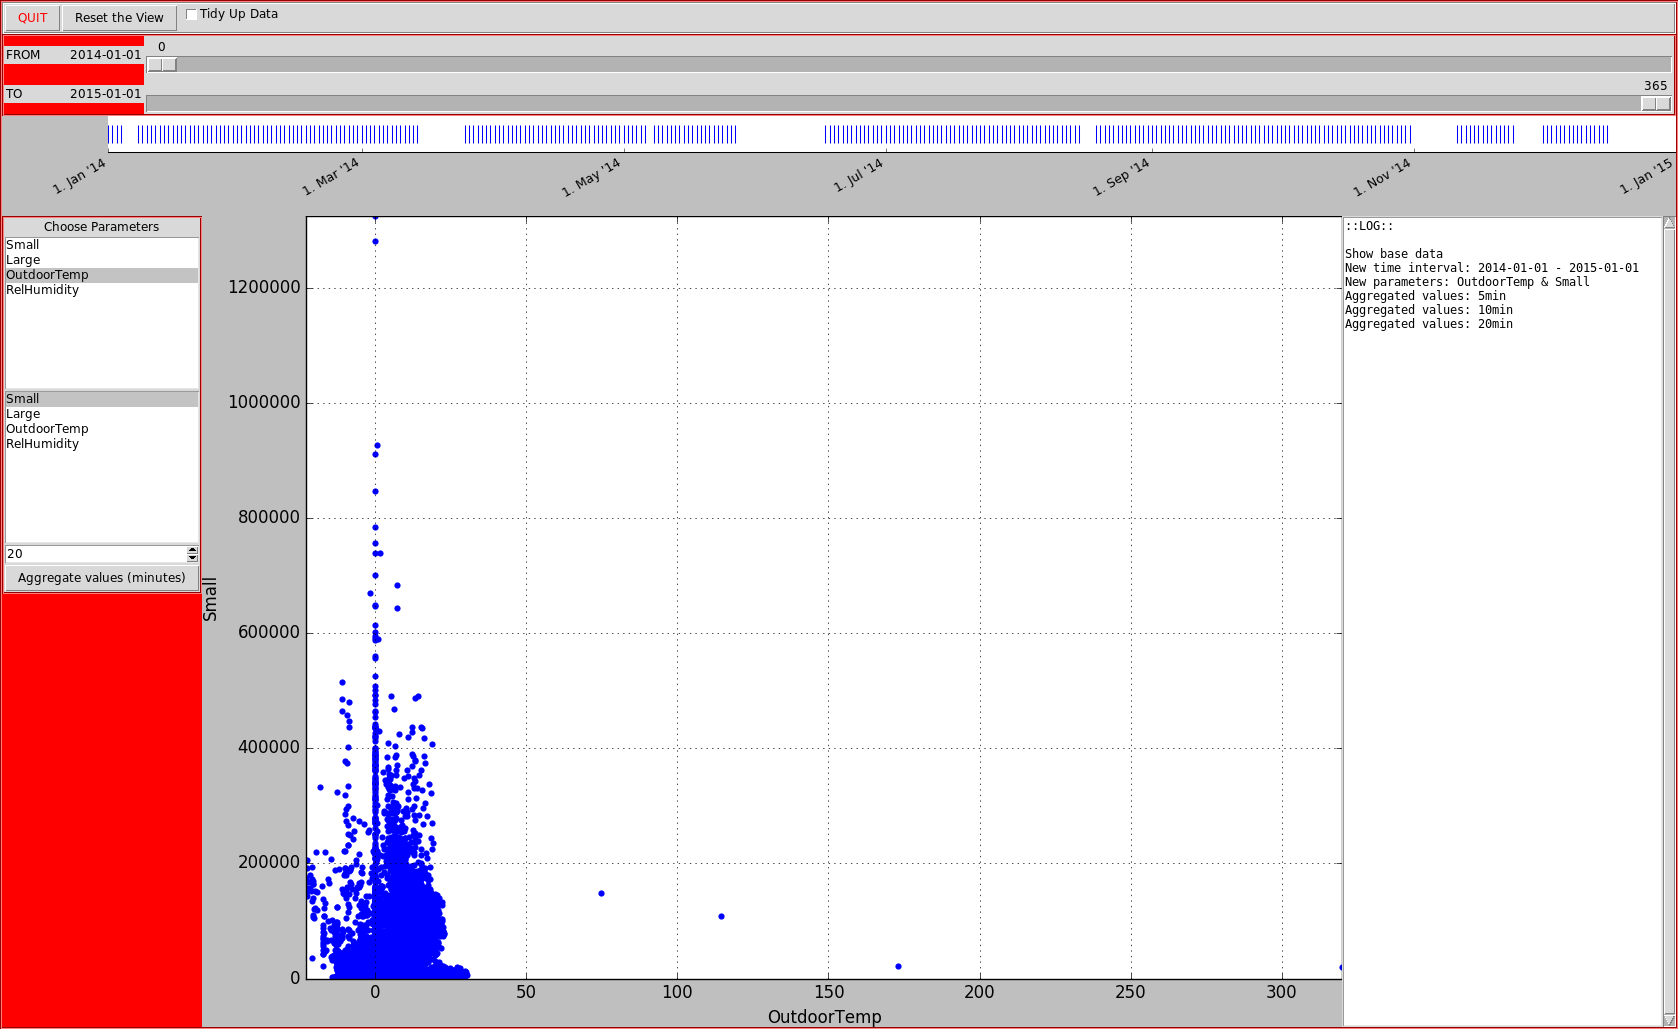 QUIT Reset the View Tidy Up Data
0
FROM 2014-01-01
365
TO 2015-01-01
1. Jan '14 1. Mar '14 1. May '14 1. Jul '14 1. Sep '14 1. Nov '14 1. Jan '15
Choose Parameters
Small
Large
OutdoorTemp
RelHumidity
Small
Large
OutdoorTemp
RelHumidity
20
Aggregate values (minutes)
Small
1200000
1000000
800000
600000
400000
200000
0
0 50 100 150 200 250 300
OutdoorTemp
::LOG::
Show base data
New time interval: 2014-01-01 - 2015-01-01
New parameters: OutdoorTemp & Small
Aggregated values: 5min
Aggregated values: 10min
Aggregated values: 20min